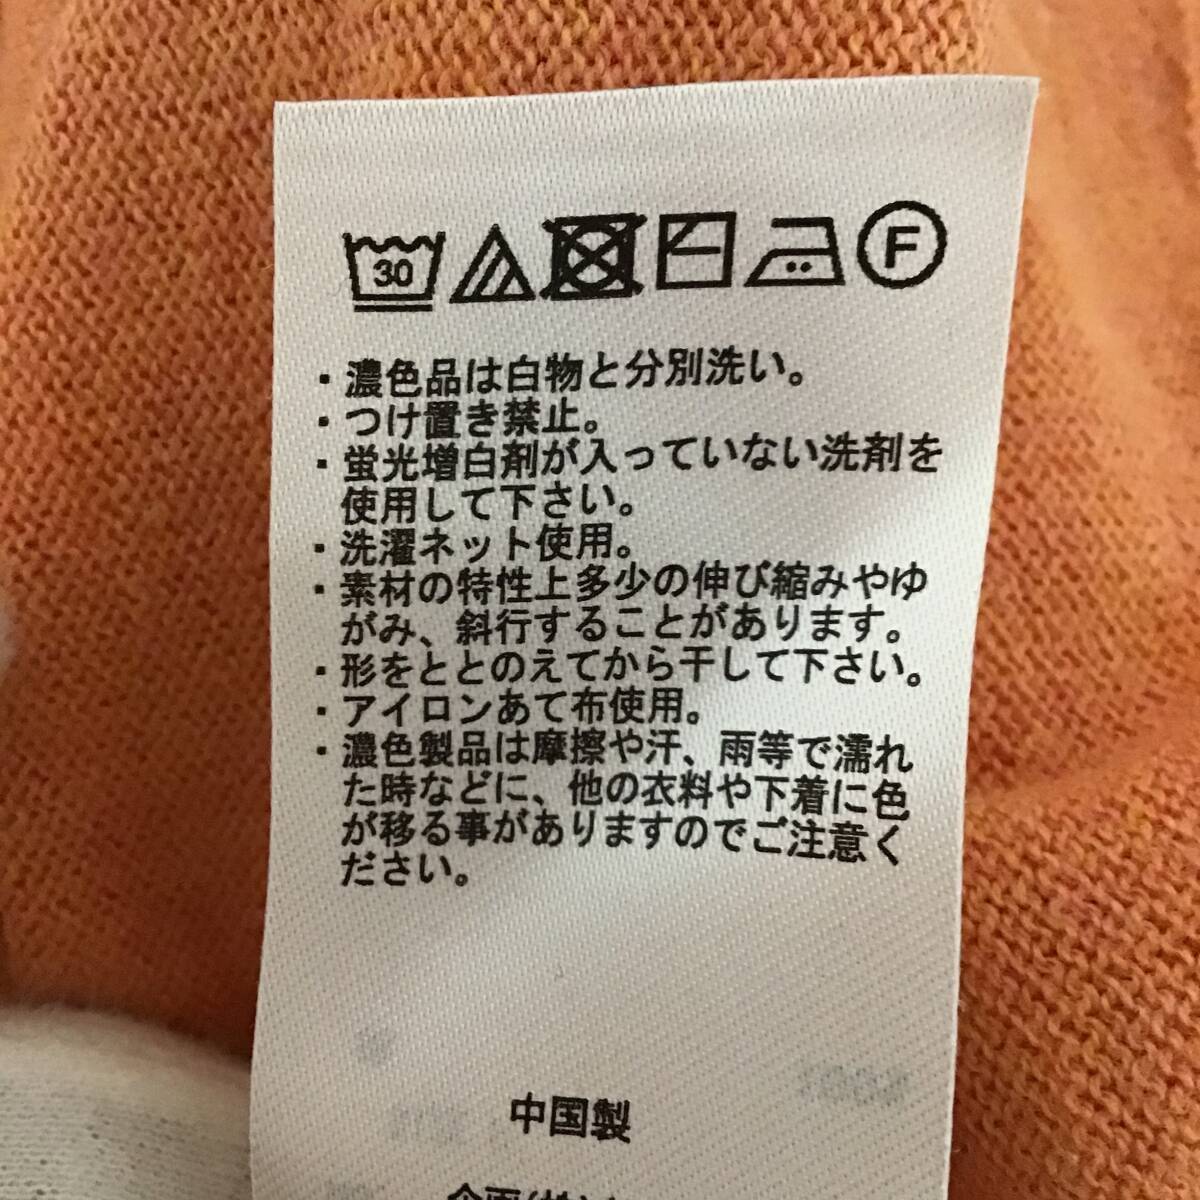 30 F
・濃色品は白物と分別洗い。
・つけ置き禁止。
・蛍光増白剤が入っていない洗剤を
使用して下さい。
・洗濯ネット使用。
・素材の特性上多少の伸び縮みやゆ
がみ、斜行することがあります。
・形をととのえてから干して下さい。
・アイロンあて布使用。
・濃色製品は摩擦や汗、雨等で濡れ
た時などに、他の衣料や下着に色
が移る事がありますのでご注意く
ださい。
中国製